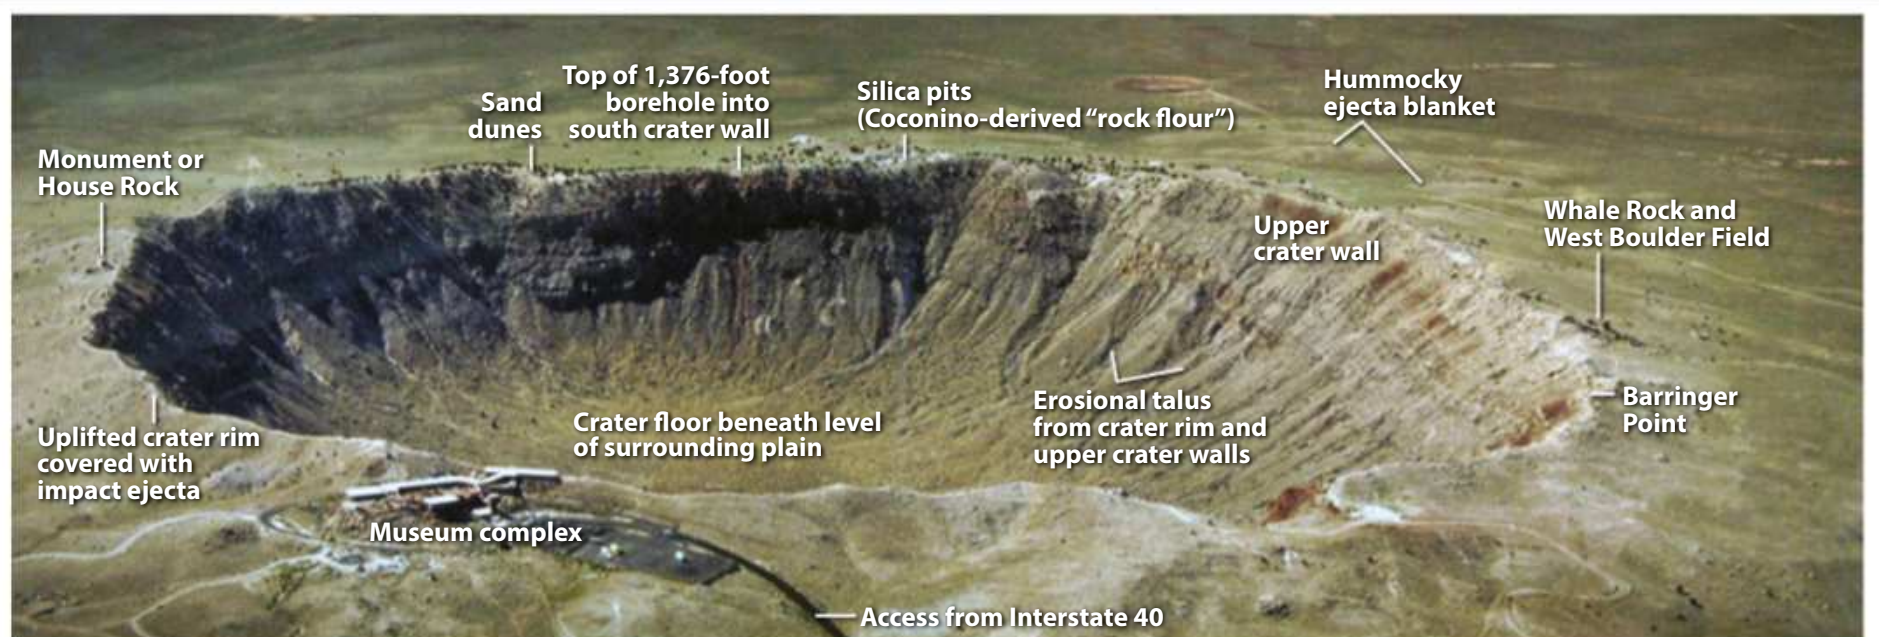 Monument or
House Rock
Sand
dunes
Top of 1,376-foot
borehole into
south crater wall
Silica pits
(Coconino-derived “rock flour”)
Hummocky
ejecta blanket
Upper
crater wall
Whale Rock and
West Boulder Field
Barringer
Point
Erosional talus
from crater rim and
upper crater walls
Crater floor beneath level
of surrounding plain
Uplifted crater rim
covered with
impact ejecta
Museum complex
Access from Interstate 40